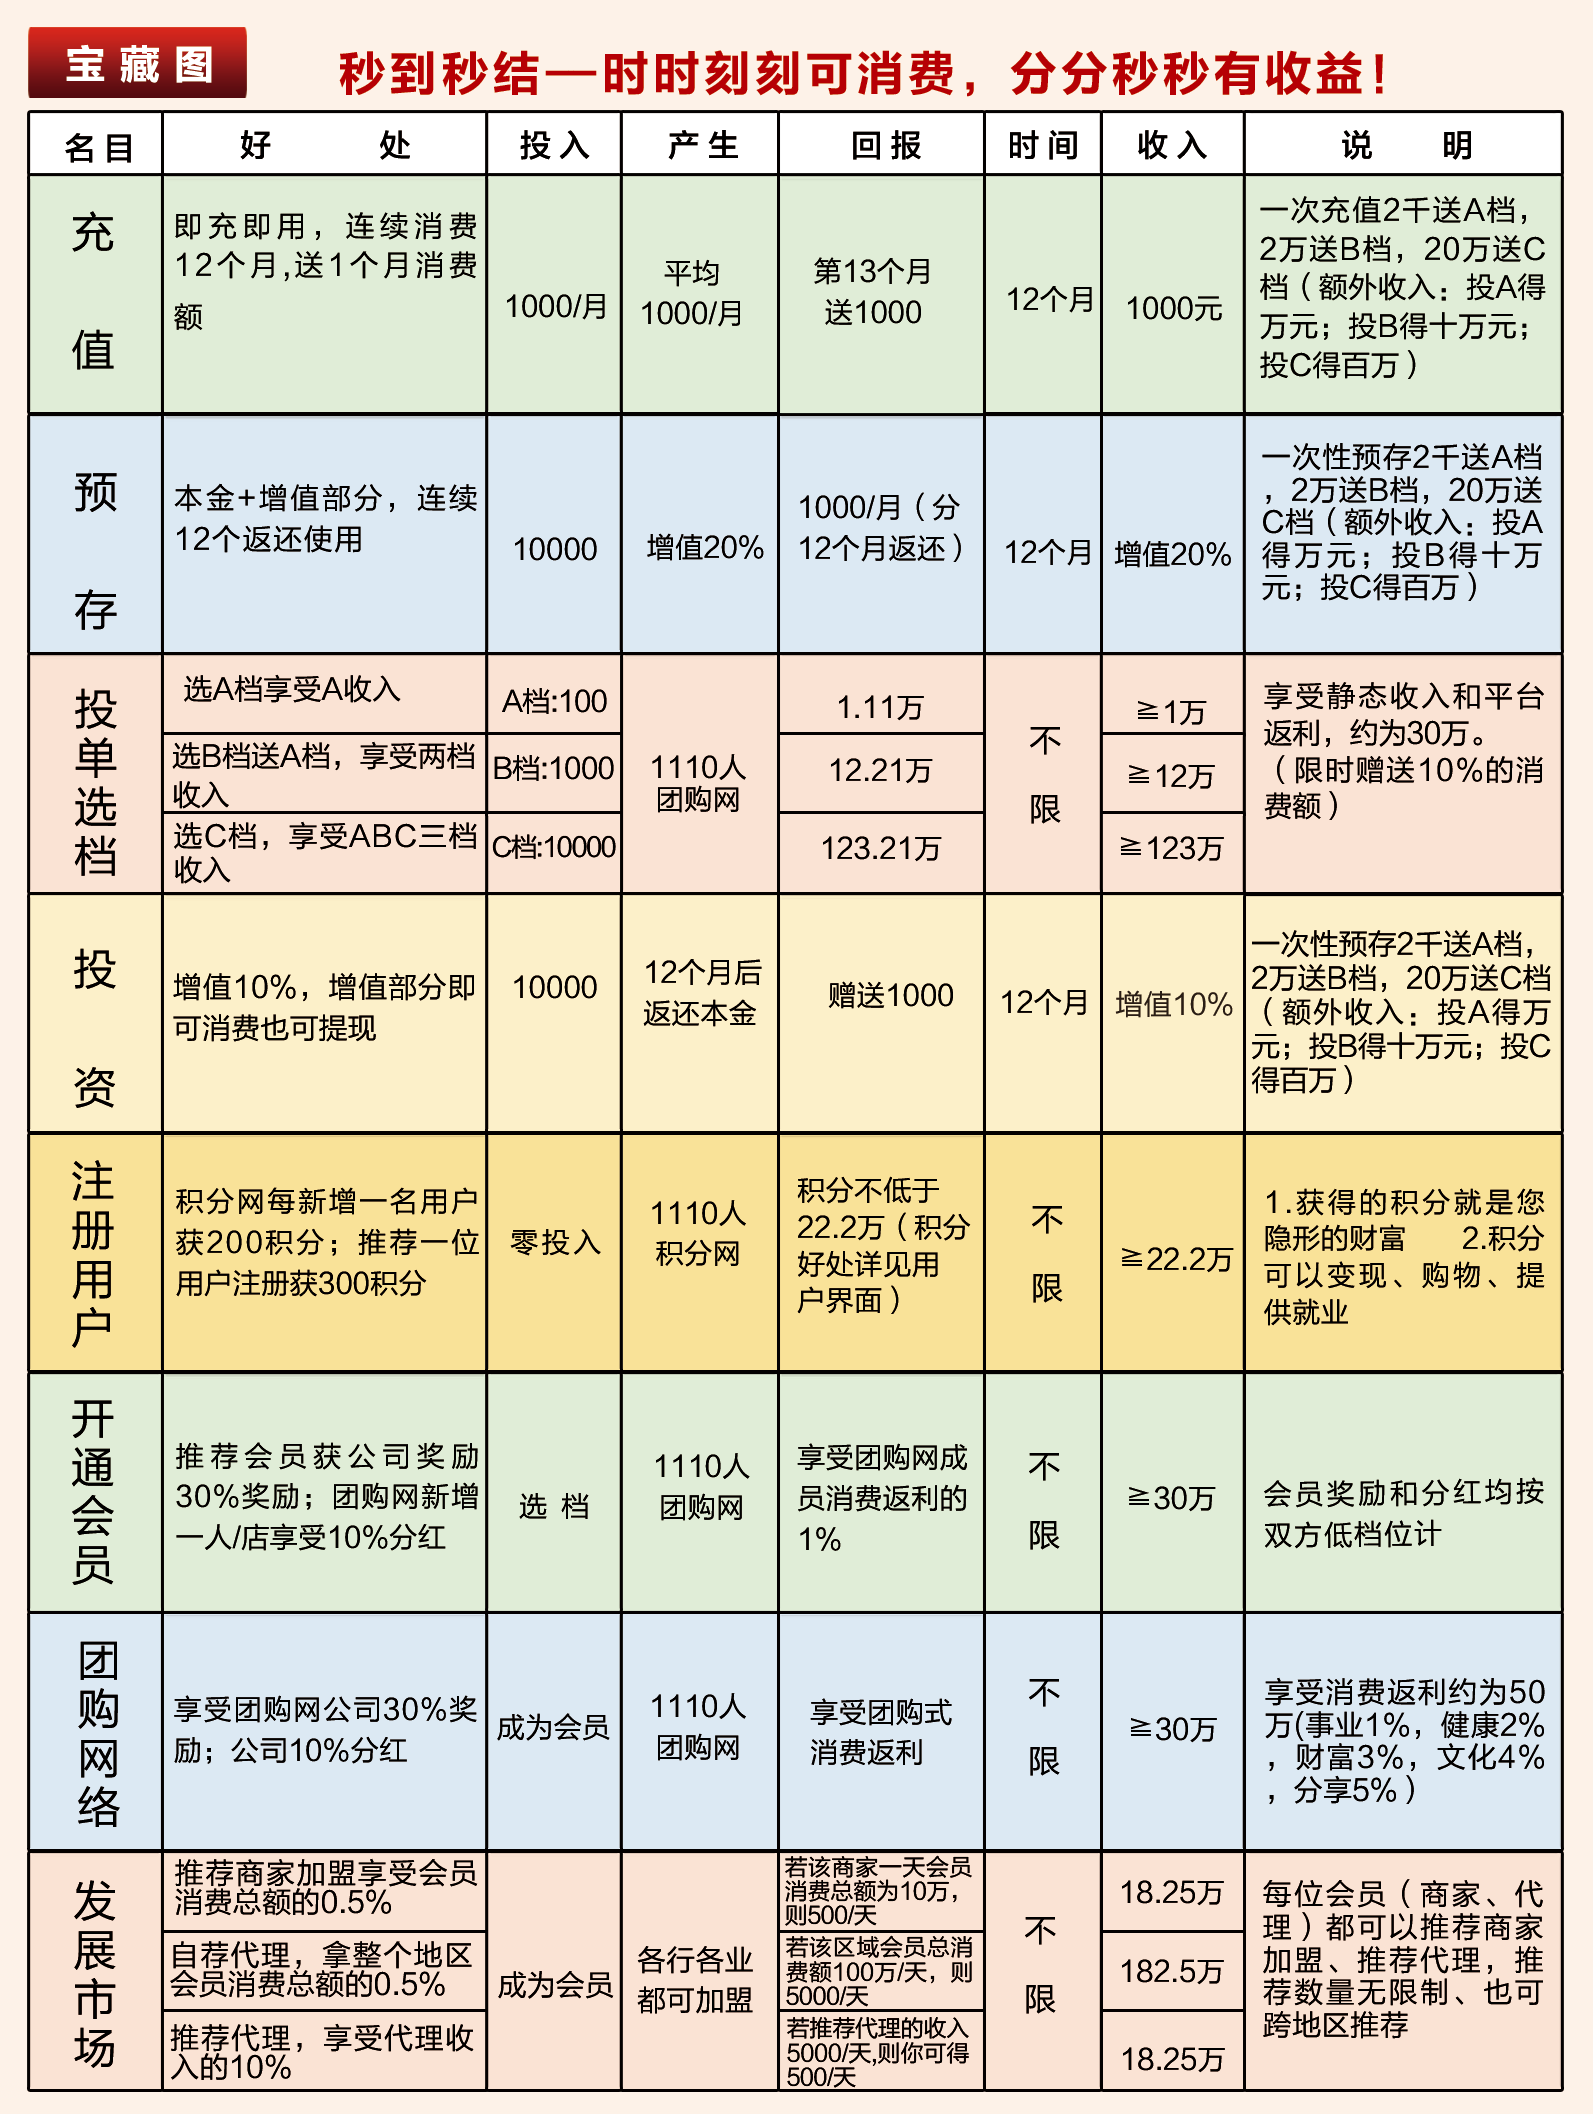 宝藏图
秒到秒结—时时刻刻可消费，分分秒秒有收益！
名目
好 处
投入
产生
回报
时间
收入
说 明
充
值
即充即用，连续消费
12个月,送1个月消费
额
1000/月
平均
1000/月
第13个月
送1000
12个月
1000元
一次充值2千送A档，
2万送B档，20万送C
档（额外收入：投A得
万元；投B得十万元；
投C得百万）
预
存
本金+增值部分，连续
12个返还使用
10000
增值20%
1000/月（分
12个月返还）
12个月
增值20%
一次性预存2千送A档
，2万送B档，20万送
C档（额外收入：投A
得万元；投B得十万
元；投C得百万）
投
单
选
档
选A档享受A收入
A档:100
选B档送A档，享受两档
收入
B档:1000
选C档，享受ABC三档
收入
C档:10000
1110人
团购网
1.11万
12.21万
123.21万
不
限
≧1万
≧12万
≧123万
享受静态收入和平台
返利，约为30万。
（限时赠送10%的消
费额）
投
资
增值10%，增值部分即
可消费也可提现
10000
12个月后
返还本金
赠送1000
12个月
增值10%
一次性预存2千送A档，
2万送B档，20万送C档
（额外收入：投A得万
元；投B得十万元；投C
得百万）
注
册
用
户
积分网每新增一名用户
获200积分；推荐一位
用户注册获300积分
零投入
1110人
积分网
积分不低于
22.2万（积分
好处详见用
户界面）
不
限
≧22.2万
1.获得的积分就是您
隐形的财富 2.积分
可以变现、购物、提
供就业
开
通
会
员
推荐会员获公司奖励
30%奖励；团购网新增
一人/店享受10%分红
选 档
1110人
团购网
享受团购网成
员消费返利的
1%
不
限
≧30万
会员奖励和分红均按
双方低档位计
团
购
网
络
享受团购网公司30%奖
励；公司10%分红
成为会员
1110人
团购网
享受团购式
消费返利
不
限
≧30万
享受消费返利约为50
万(事业1%，健康2%
，财富3%，文化4%
，分享5%）
发
展
市
场
推荐商家加盟享受会员
消费总额的0.5%
自荐代理，拿整个地区
会员消费总额的0.5%
推荐代理，享受代理收
入的10%
成为会员
各行各业
都可加盟
若该商家一天会员
消费总额为10万，
则500/天
若该区域会员总消
费额100万/天，则
5000/天
若推荐代理的收入
5000/天,则你可得
500/天
不
限
18.25万
182.5万
18.25万
每位会员（商家、代
理）都可以推荐商家
加盟、推荐代理，推
荐数量无限制、也可
跨地区推荐